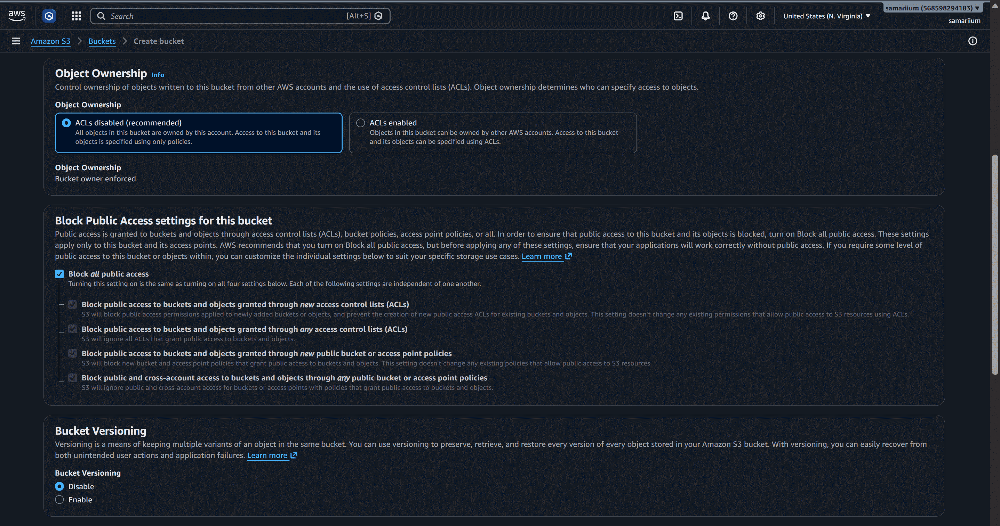 aws
Search
[Alt+S]
United States (N. Virginia)
samariium (568598294183)
samariium
Amazon S3
Buckets
Create bucket
Object Ownership Info
Control ownership of objects written to this bucket from other AWS accounts and the use of access control lists (ACLs). Object ownership determines who can specify access to objects.
Object Ownership
ACLs disabled (recommended)
All objects in this bucket are owned by this account. Access to this bucket and its
objects is specified using only policies.
ACLs enabled
Objects in this bucket can be owned by other AWS accounts. Access to this bucket
and its objects can be specified using ACLs.
Object Ownership
Bucket owner enforced
Block Public Access settings for this bucket
Public access is granted to buckets and objects through access control lists (ACLs), bucket policies, access point policies, or all. In order to ensure that public access to this bucket and its objects is blocked, turn on Block all public access. These settings
apply only to this bucket and its access points. AWS recommends that you turn on Block all public access, but before applying any of these settings, ensure that your applications will work correctly without public access. If you require some level of
public access to this bucket or objects within, you can customize the individual settings below to suit your specific storage use cases. Learn more
Block all public access
Turning this setting on is the same as turning on all four settings below. Each of the following settings are independent of one another.
Block public access to buckets and objects granted through new access control lists (ACLs)
S3 will block public access permissions applied to newly added buckets or objects, and prevent the creation of new public access ACLs for existing buckets and objects. This setting doesn't change any existing permissions that allow public access to S3 resources using ACLs.
Block public access to buckets and objects granted through any access control lists (ACLs)
S3 will ignore all ACLs that grant public access to buckets and objects.
Block public access to buckets and objects granted through new public bucket or access point policies
S3 will block new bucket and access point policies that grant public access to buckets and objects. This setting doesn't change any existing policies that allow public access to S3 resources.
Block public and cross-account access to buckets and objects through any public bucket or access point policies
S3 will ignore public and cross-account access for buckets or access points with policies that grant public access to buckets and objects.
Bucket Versioning
Versioning is a means of keeping multiple variants of an object in the same bucket. You can use versioning to preserve, retrieve, and restore every version of every object stored in your Amazon S3 bucket. With versioning, you can easily recover from
both unintended user actions and application failures. Learn more
Bucket Versioning
Disable
Enable